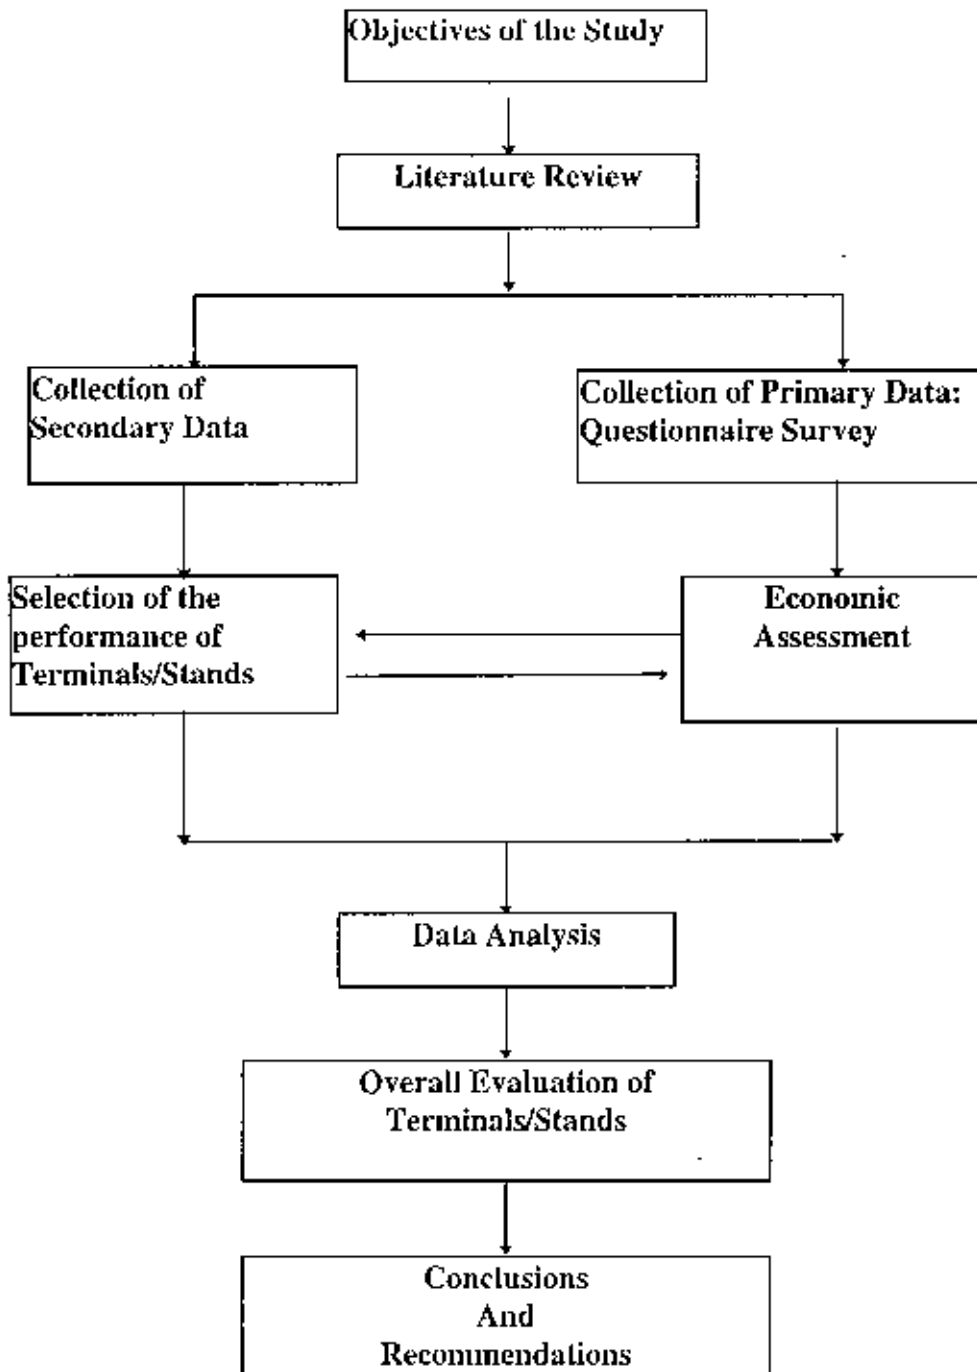 Objectives of the Study
Literature Review
Collection of
Secondary Data
Collection of Primary Data:
Questionnaire Survey
Selection of the
performance of
Terminals/Stands
Economic
Assessment
Data Analysis
Overall Evaluation of
Terminals/Stands
Conclusions
And
Recommendations